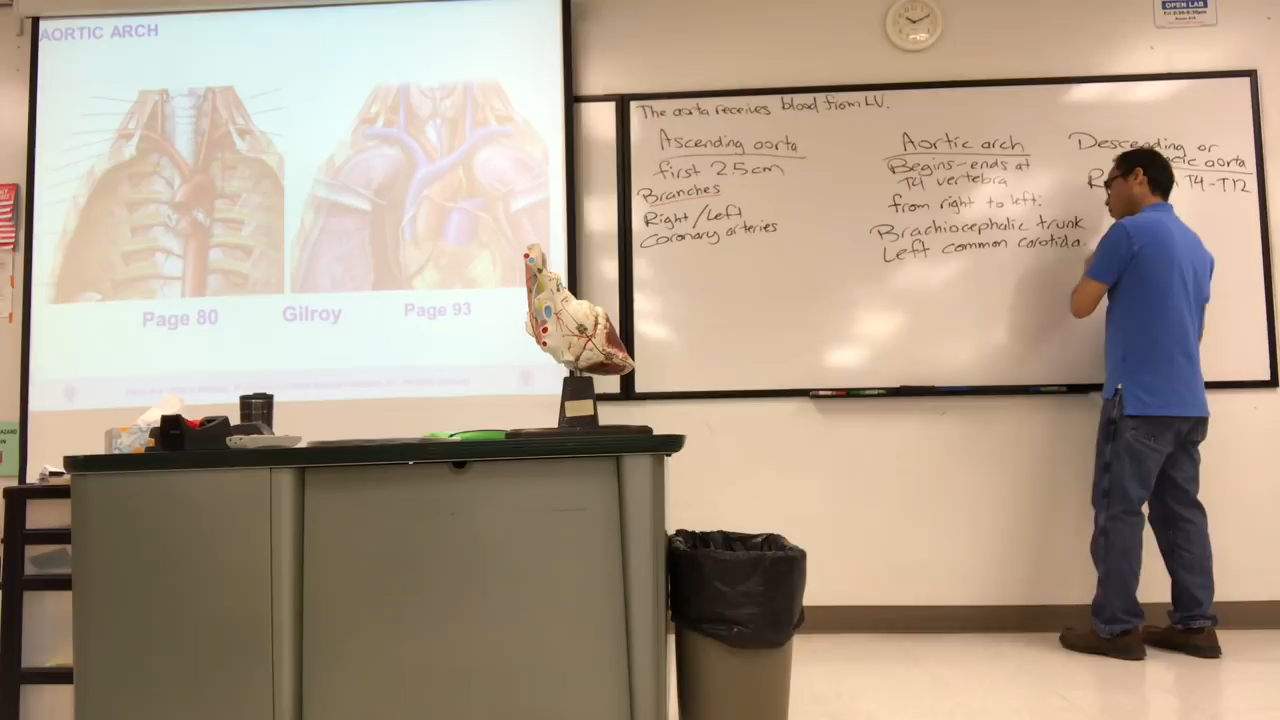 AORTIC ARCH
Page 80
Gilroy
Page 93
OPEN LAB
The aorta receives blood from LV.
Ascending aorta
first 2.5cm
Branches
Right/Left
Coronary arteries
Aortic arch
Begins-ends at
T4 vertebra
from right to left:
Brachiocephalic trunk
Left common carotid a.
Descending or
aorta
T4-T12